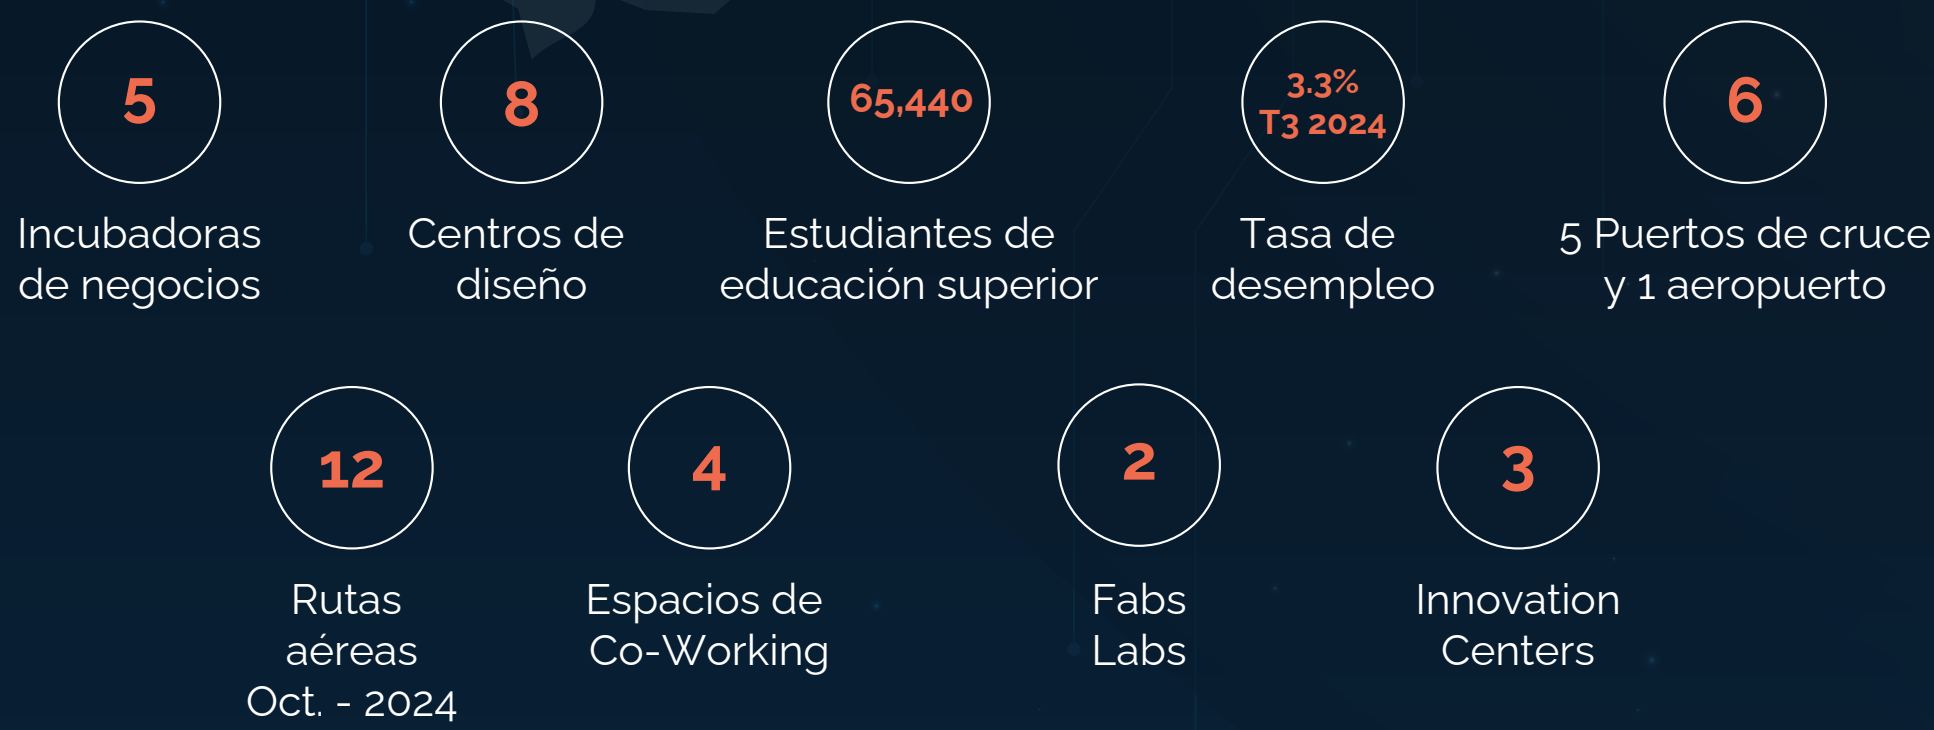 5
Incubadoras
de negocios
8
Centros de
diseño
65,440
Estudiantes de
educación superior
3.3%
T3 2024
Tasa de
desempleo
6
5 Puertos de cruce
y 1 aeropuerto
12
Rutas
aéreas
Oct. - 2024
4
Espacios de
Co-Working
2
Fabs
Labs
3
Innovation
Centers